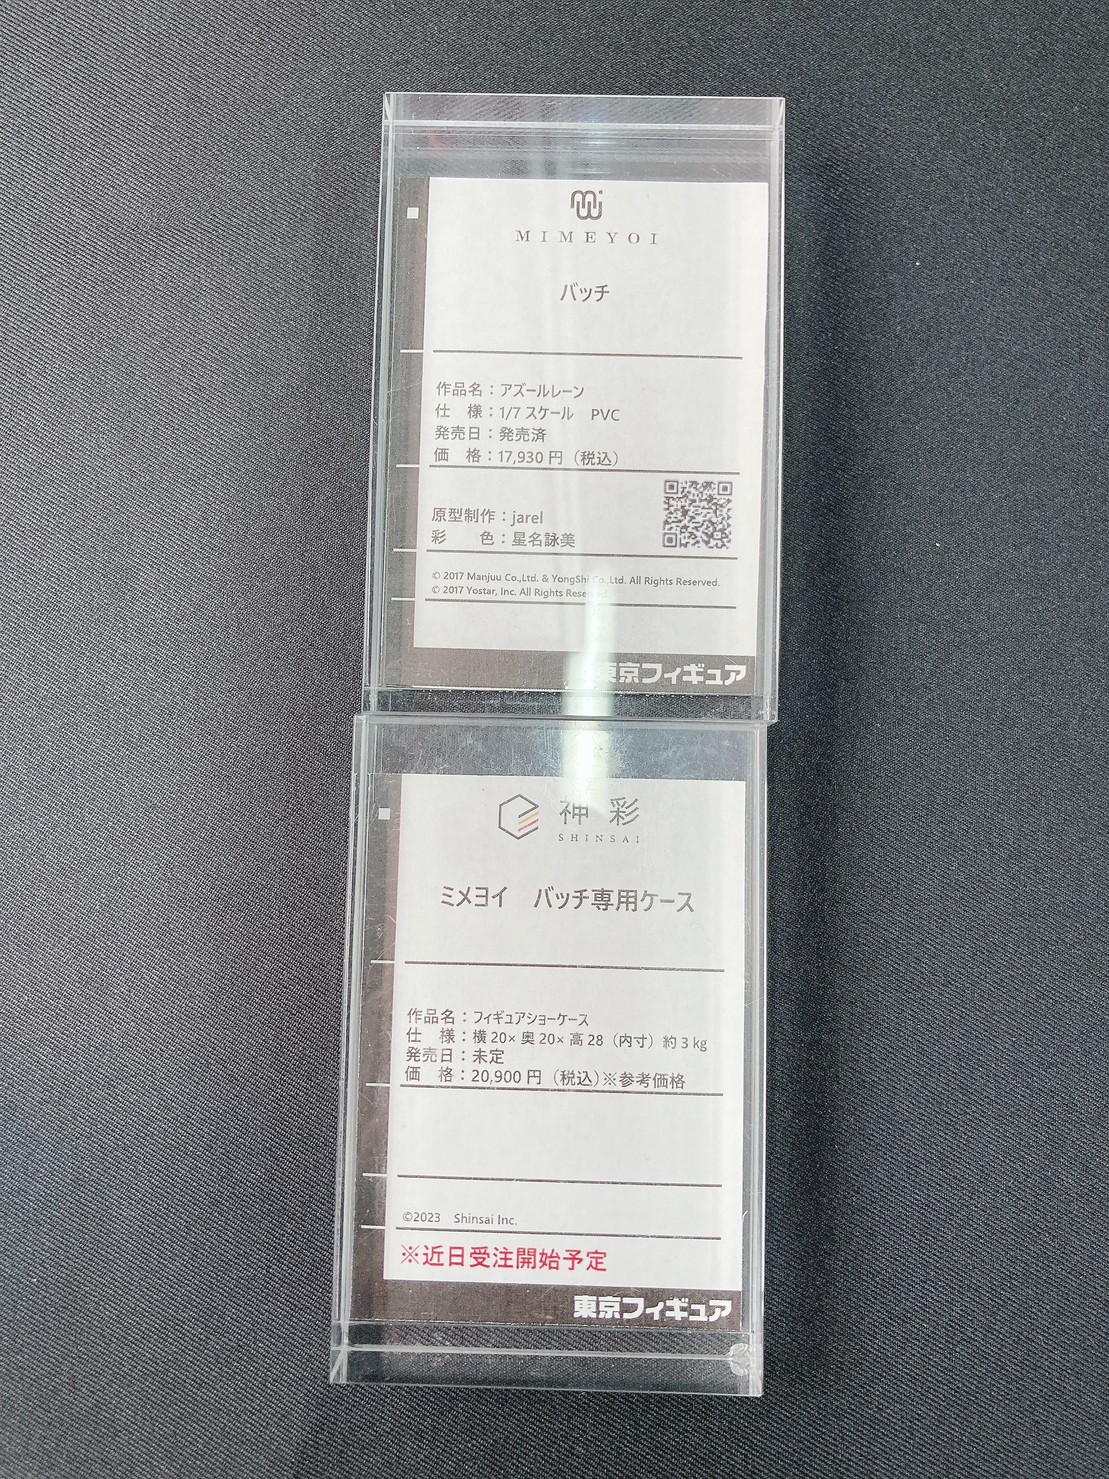 MIMEYOI
バッチ
作品名：アズールレーン
仕　様：1/7 スケール　PVC
発売日：発売済
価　格：17,930 円（税込）
原型制作：jarel
彩　　色：星名詠美
© 2017 Manjuu Co.,Ltd. & YongShi Co.,Ltd. All Rights Reserved.
© 2017 Yostar, Inc. All Rights Reserved.
東京フィギュア
神彩
SHINSAI
ミメヨイ　バッチ専用ケース
作品名：フィギュアショーケース
仕　様：横 20× 奥 20× 高 28（内寸）約 3 kg
発売日：未定
価　格：20,900 円（税込）※参考価格
©2023　Shinsai Inc.
※近日受注開始予定
東京フィギュア